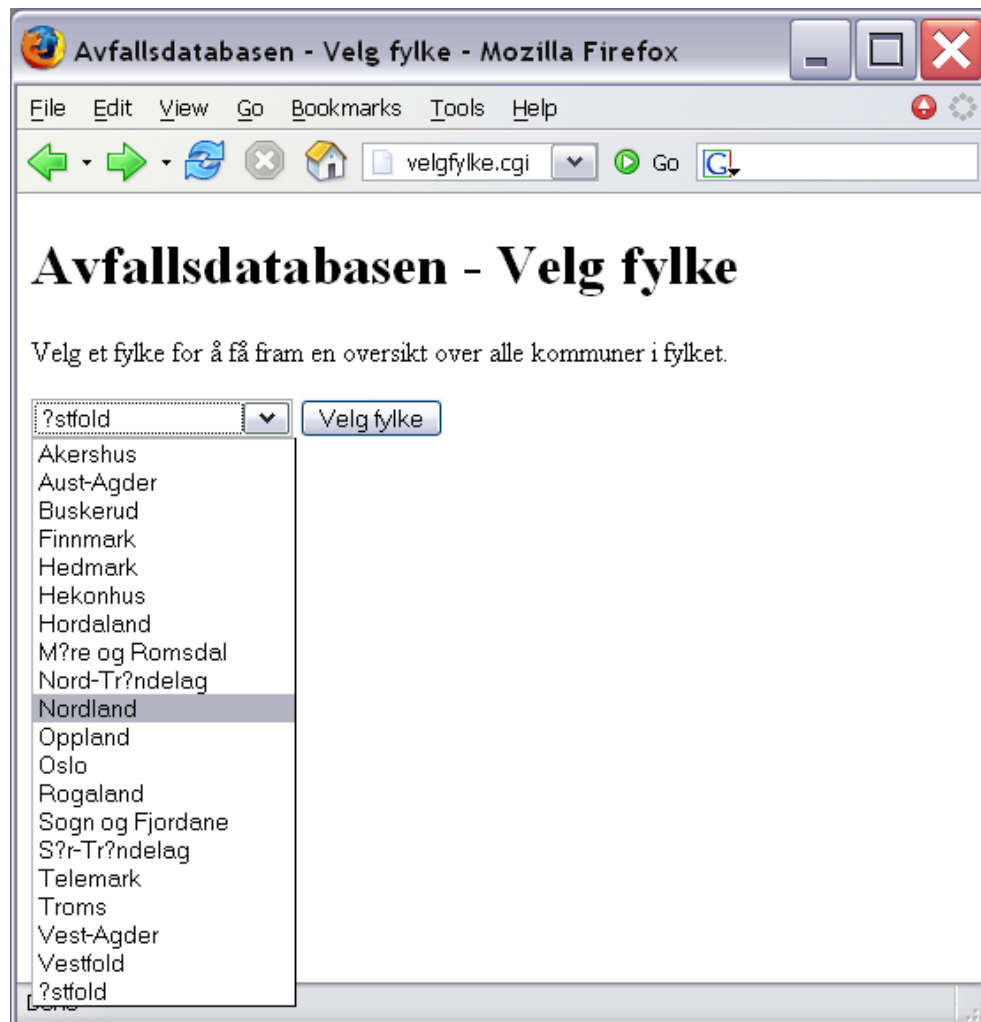 Avfallsdatabasen - Velg fylke - Mozilla Firefox
File Edit View Go Bookmarks Tools Help
velgfylke.cgi Go G
Avfallsdatabasen - Velg fylke
Velg et fylke for å få fram en oversikt over alle kommuner i fylket.
?stfold Velg fylke
Akershus
Aust-Agder
Buskerud
Finnmark
Hedmark
Hekonhus
Hordaland
M?re og Romsdal
Nord-Tr?ndelag
Nordland
Oppland
Oslo
Rogaland
Sogn og Fjordane
S?r-Tr?ndelag
Telemark
Troms
Vest-Agder
Vestfold
?stfold